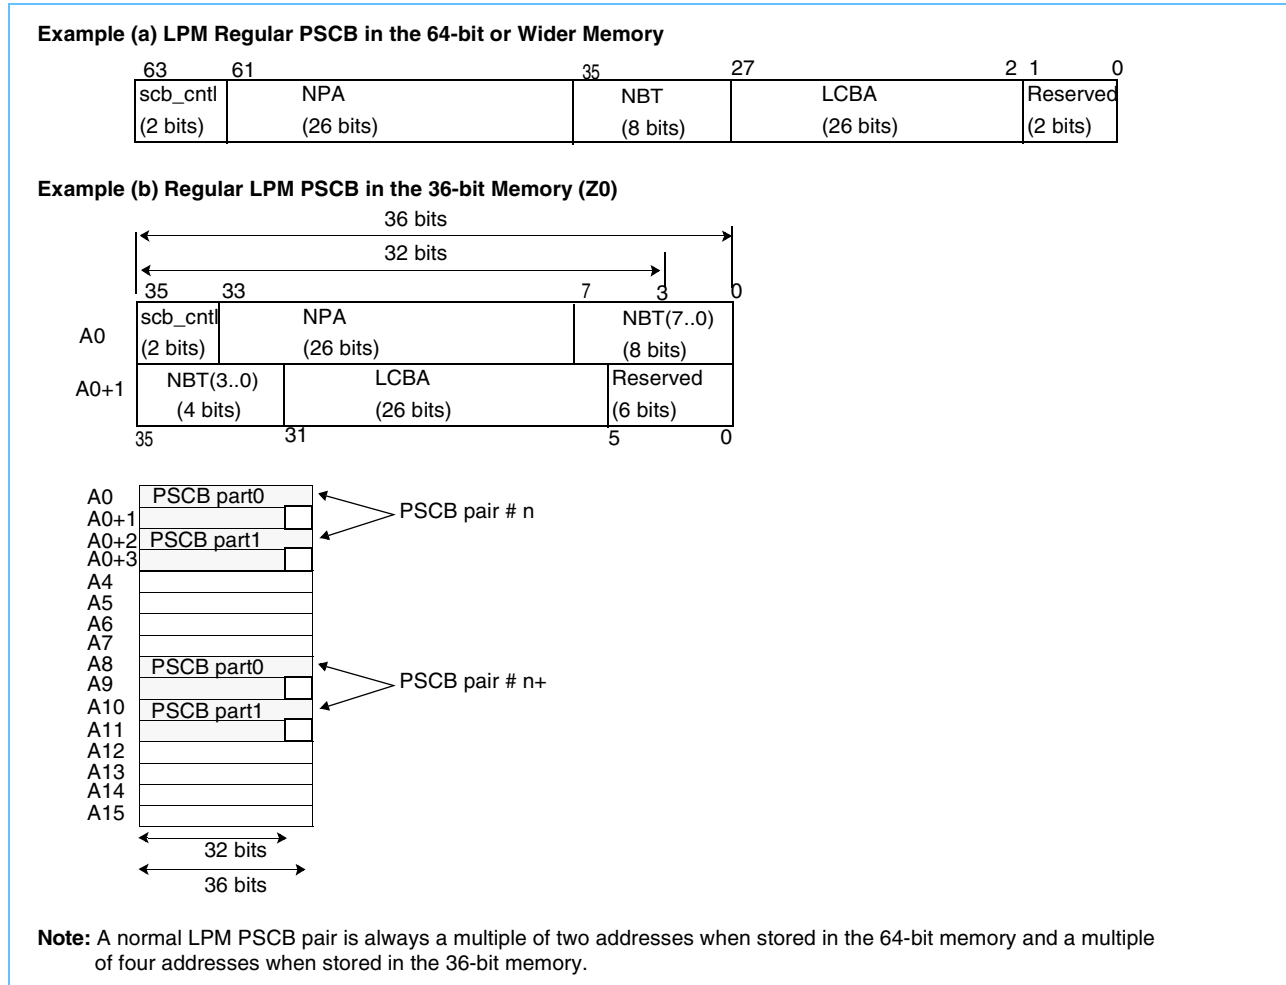 Example (a) LPM Regular PSCB in the 64-bit or Wider Memory
63 61 35 27 2 1 0
scb_cntl NPA NBT LCBA Reserved
(2 bits) (26 bits) (8 bits) (26 bits) (2 bits)
Example (b) Regular LPM PSCB in the 36-bit Memory (Z0)
36 bits
32 bits
35 33 7 3 0
scb_cntl NPA NBT(7..0)
A0
(2 bits) (26 bits) (8 bits)
NBT(3..0) LCBA Reserved
A0+1
(4 bits) (26 bits) (6 bits)
35 31 5 0
A0 PSCB part0
PSCB pair # n
A0+1
A0+2 PSCB part1
A0+3
A4
A5
A6
A7
A8 PSCB part0
A9 PSCB pair # n+
A10 PSCB part1
A11
A12
A13
A14
A15
32 bits
36 bits
Note: A normal LPM PSCB pair is always a multiple of two addresses when stored in the 64-bit memory and a multiple
of four addresses when stored in the 36-bit memory.